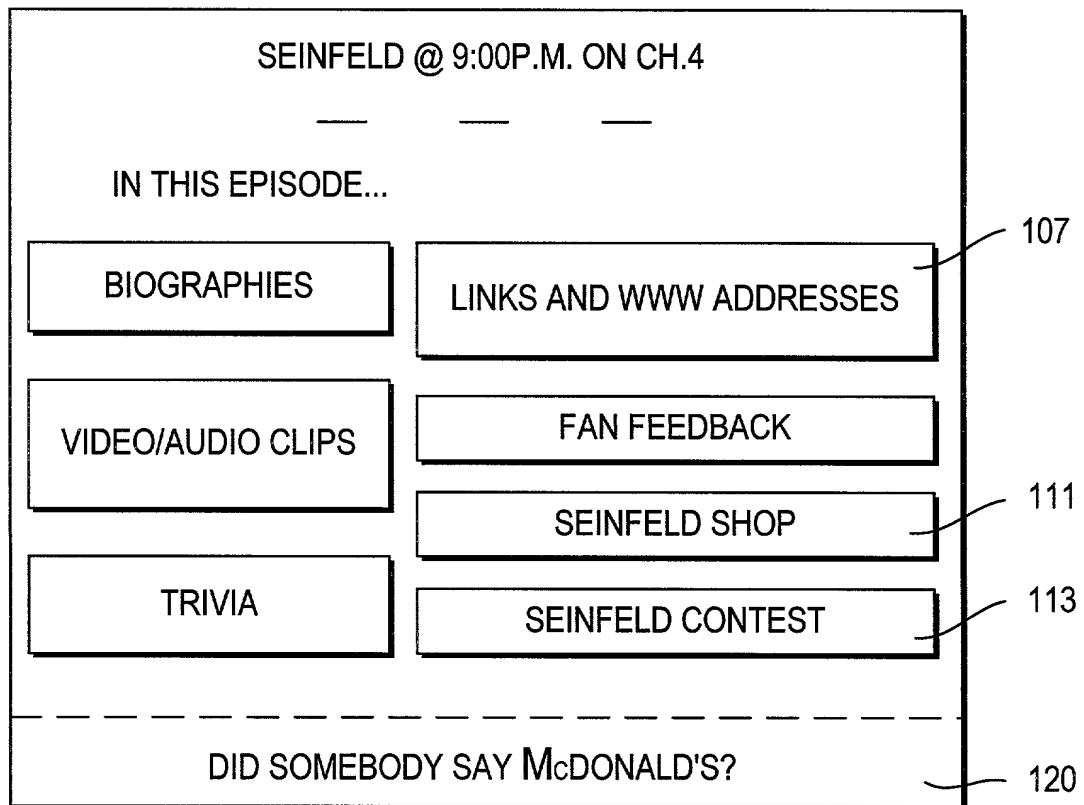 SEINFELD @ 9:00P.M. ON CH.4
IN THIS EPISODE...
BIOGRAPHIES
LINKS AND WWW ADDRESSES
107
VIDEO/AUDIO CLIPS
FAN FEEDBACK
SEINFELD SHOP
111
TRIVIA
SEINFELD CONTEST
113
DID SOMEBODY SAY McDONALD'S?
120